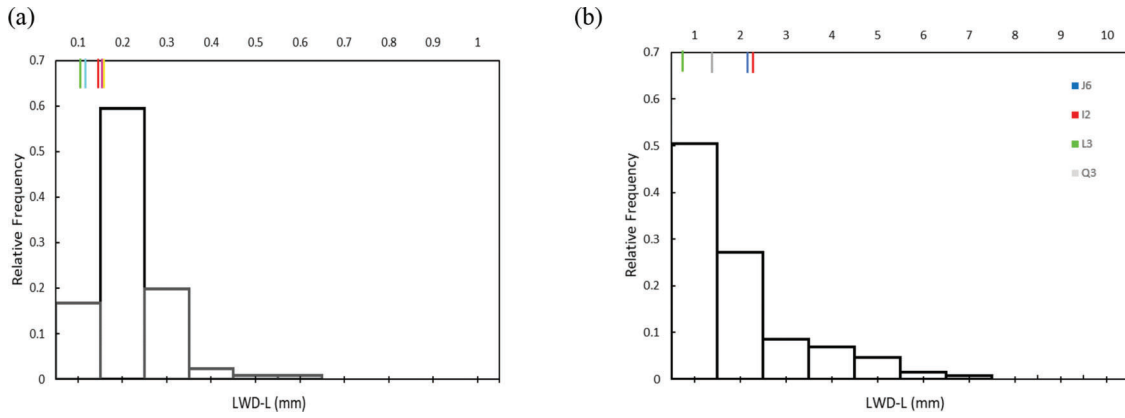 (a)
0.1 0.2 0.3 0.4 0.5 0.6 0.7 0.8 0.9 1
0.7
0.6
0.5
0.4
0.3
0.2
0.1
0
Relative Frequency
LWD-L (mm)
(b)
1 2 3 4 5 6 7 8 9 10
0.7
0.6
0.5
0.4
0.3
0.2
0.1
0
Relative Frequency
J6
I2
L3
Q3
LWD-L (mm)